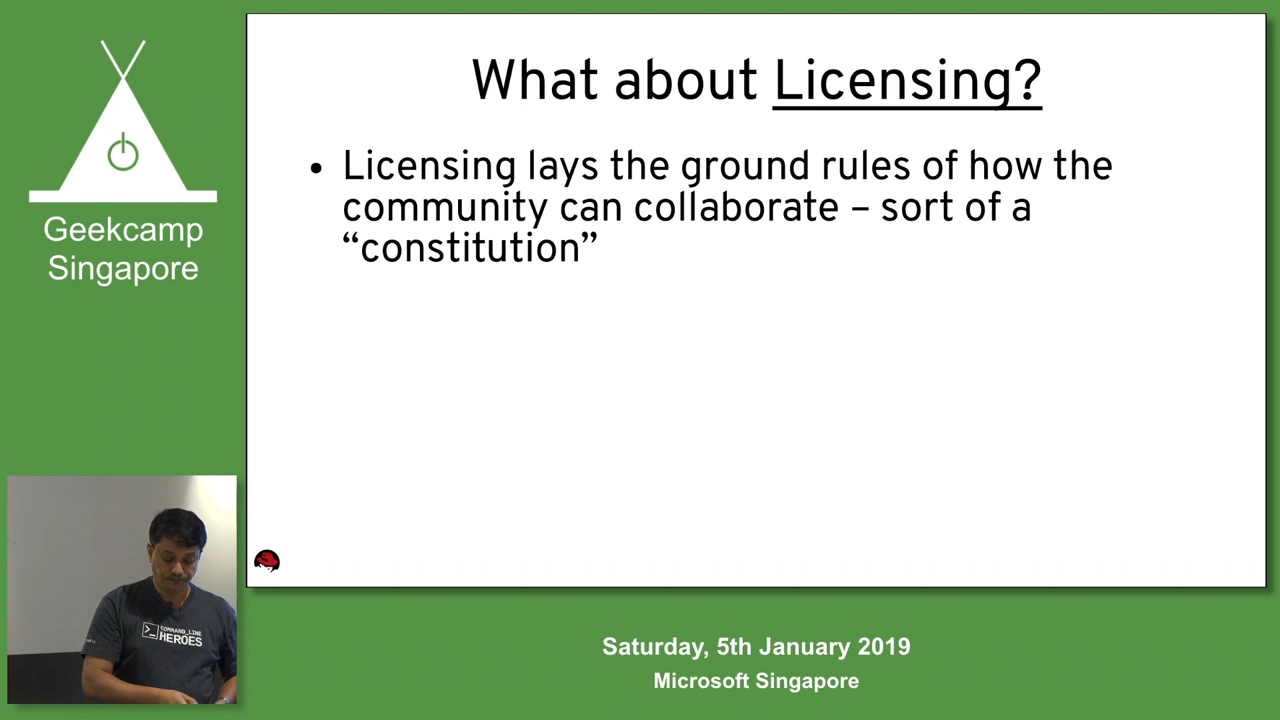 What about Licensing?
• Licensing lays the ground rules of how the
community can collaborate – sort of a
“constitution”
Geekcamp
Singapore
COMMAND_LINE
HEROES
Saturday, 5th January 2019
Microsoft Singapore